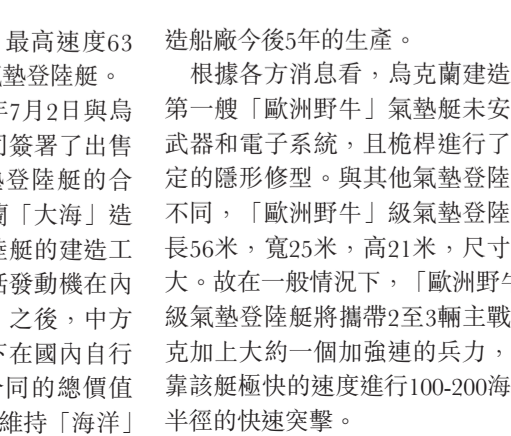 最高速度63
氣墊登陸艇。
年7月2日與烏
司簽署了出售
墊登陸艇的合
蘭「大海」造
陸艇的建造工
括發動機在內
之後,中方
下在國內自行
合同的總價值
維持「海洋」
造船廠今後5年的生產。
根據各方消息看,烏克蘭建造
第一艘「歐洲野牛」氣墊艇未安
武器和電子系統,且桅桿進行了
定的隱形修型。與其他氣墊登陸
不同,「歐洲野牛」級氣墊登陸
長56米,寬25米,高21米,尺寸
大。故在一般情況下,「歐洲野牛
級氣墊登陸艇將攜帶2至3輛主戰
克加上大約一個加強連的兵力,
靠該艇極快的速度進行100-200海
半徑的快速突擊。